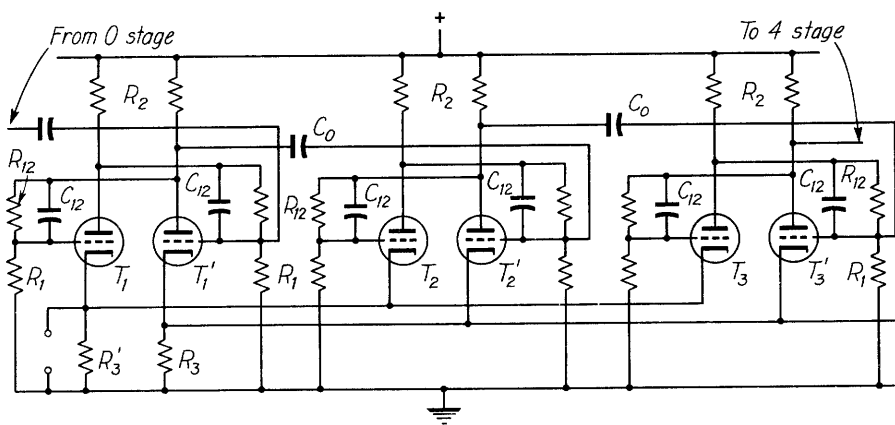 +
From 0 stage
To 4 stage
R2
R2
R2
C0
C0
R12
C12
C12
R12
C12
C12
C12
C12
R12
R1
T1
T1'
R1
T2
T2'
T3
T3'
R1
R3'
R3